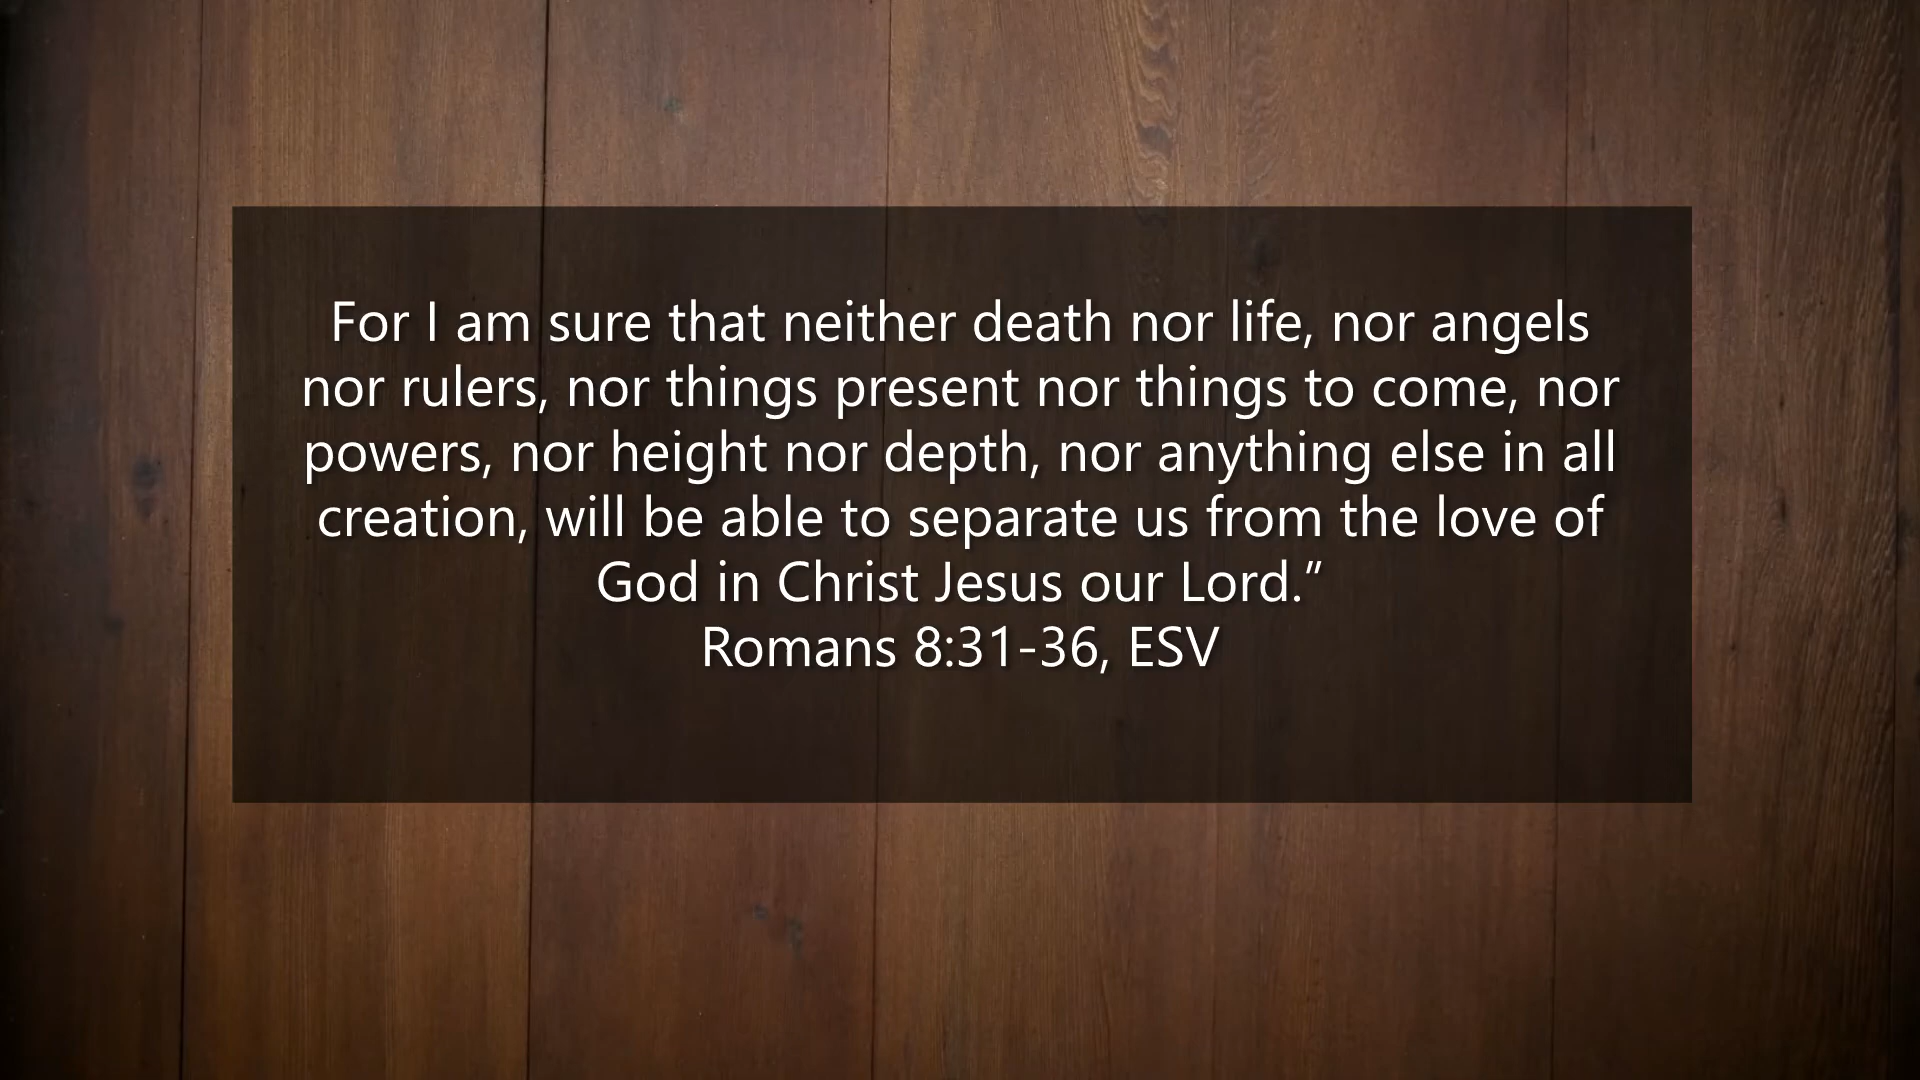 For I am sure that neither death nor life, nor angels
nor rulers, nor things present nor things to come, nor
powers, nor height nor depth, nor anything else in all
creation, will be able to separate us from the love of
God in Christ Jesus our Lord.”
Romans 8:31-36, ESV